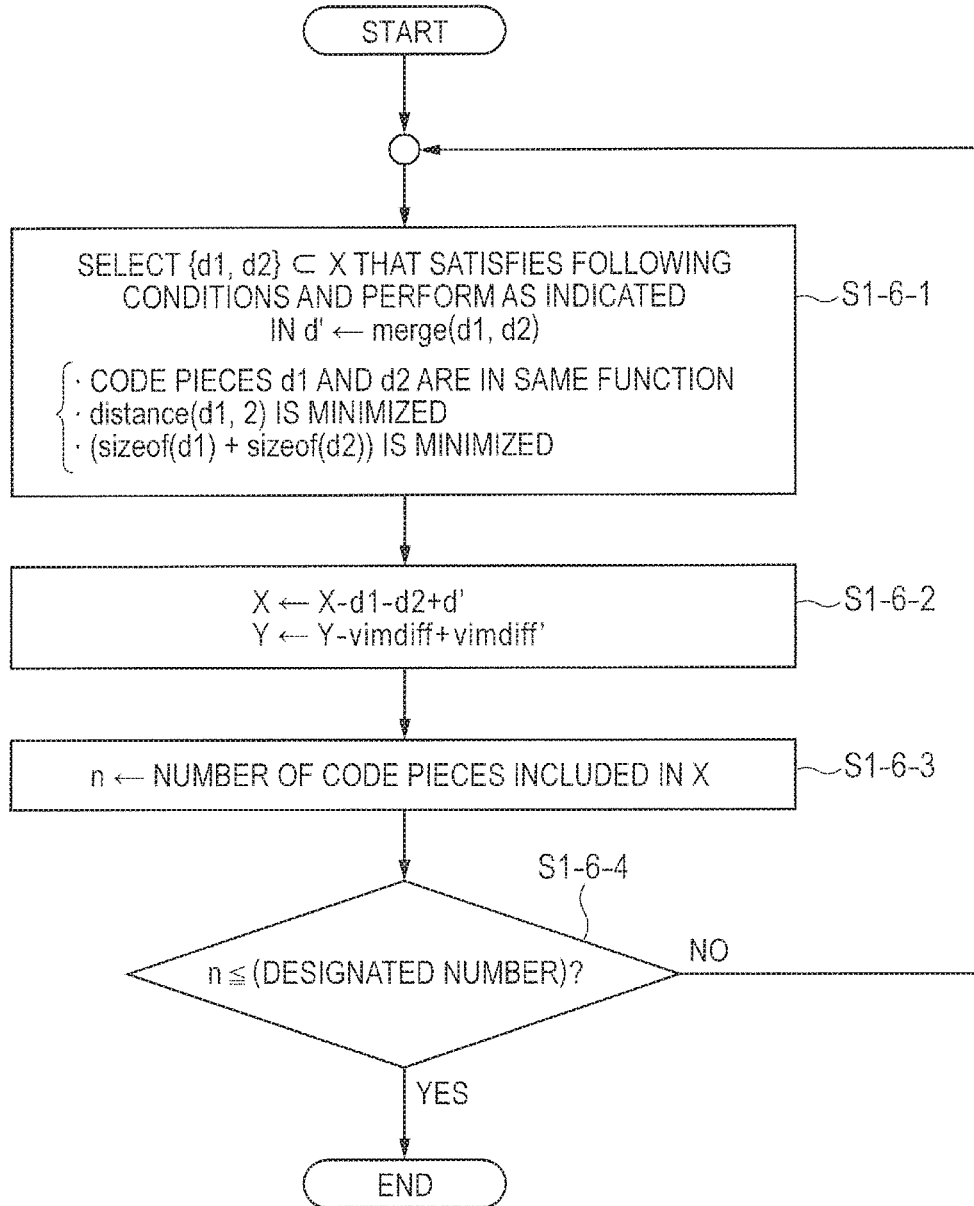 START
SELECT {d1, d2} ⊂ X THAT SATISFIES FOLLOWING
CONDITIONS AND PERFORM AS INDICATED
IN d' ← merge(d1, d2)
· CODE PIECES d1 AND d2 ARE IN SAME FUNCTION
· distance(d1, 2) IS MINIMIZED
· (sizeof(d1) + sizeof(d2)) IS MINIMIZED
S1-6-1
X ← X-d1-d2+d'
Y ← Y-vimdiff+vimdiff'
S1-6-2
n ← NUMBER OF CODE PIECES INCLUDED IN X
S1-6-3
S1-6-4
n ≦ (DESIGNATED NUMBER)?
NO
YES
END